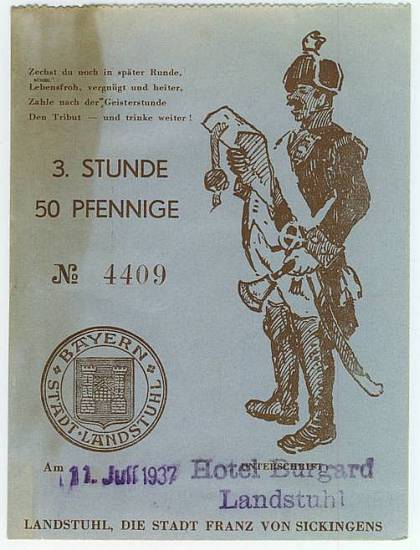 Zechst du noch in später Runde,
Lebensfroh, vergnügt und heiter,
Zahle nach der Geisterstunde
Den Tribut — und trinke weiter!
3. STUNDE
50 PFENNIGE
№ 4409
BAYERN
STADT · LANDSTUHL
Am 11. Juli 1937
UNTERSCHRIFT
Hotel Burgard
Landstuhl
LANDSTUHL, DIE STADT FRANZ VON SICKINGENS